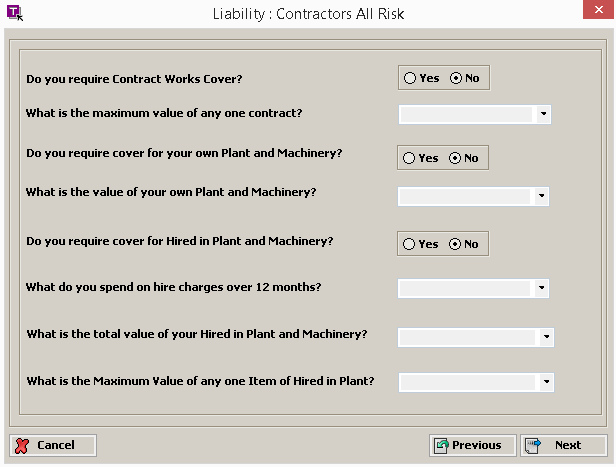 Liability : Contractors All Risk
Do you require Contract Works Cover?
Yes No
What is the maximum value of any one contract?
Do you require cover for your own Plant and Machinery?
Yes No
What is the value of your own Plant and Machinery?
Do you require cover for Hired in Plant and Machinery?
Yes No
What do you spend on hire charges over 12 months?
What is the total value of your Hired in Plant and Machinery?
What is the Maximum Value of any one Item of Hired in Plant?
Cancel Previous Next